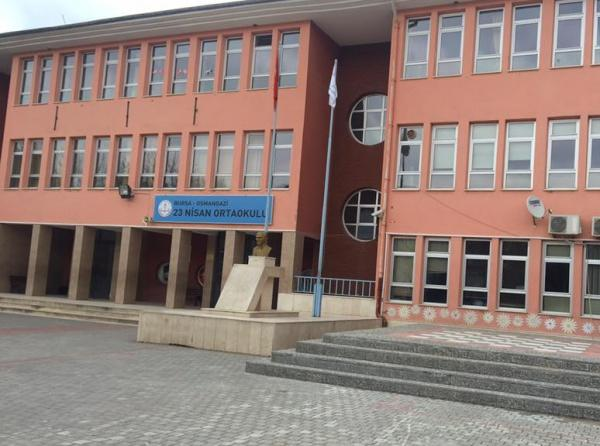 BURSA - OSMANGAZİ
23 NİSAN ORTAOKULU